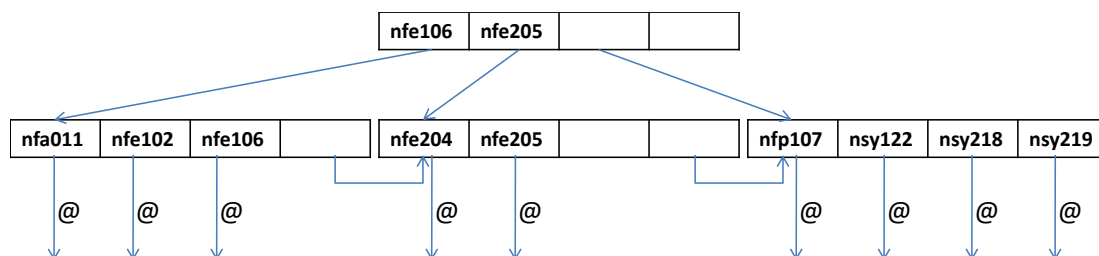 nfe106 nfe205
nfa011 nfe102 nfe106 nfe204 nfe205 nfp107 nsy122 nsy218 nsy219
@ @ @ @ @ @ @ @ @